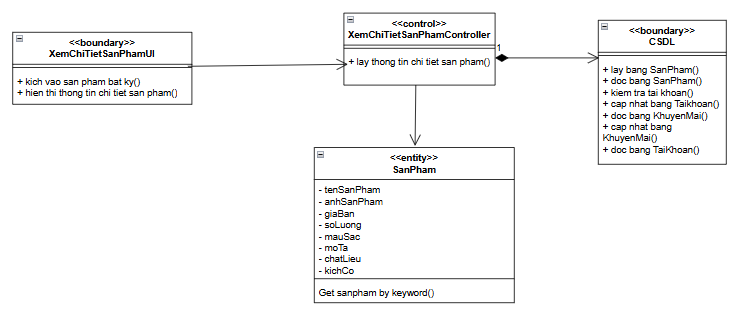 <<boundary>>
XemChiTietSanPhamUI
+ kich vao san pham bat ky()
+ hien thi thong tin chi tiet san pham()
<<control>>
XemChiTietSanPhamController
+ lay thong tin chi tiet san pham()
1
<<boundary>>
CSDL
+ lay bang SanPham()
+ doc bang SanPham()
+ kiem tra tai khoan()
+ cap nhat bang Taikhoan()
+ doc bang KhuyenMai()
+ cap nhat bang
KhuyenMai()
+ doc bang TaiKhoan()
<<entity>>
SanPham
- tenSanPham
- anhSanPham
- giaBan
- soLuong
- mauSac
- moTa
- chatLieu
- kichCo
Get sanpham by keyword()